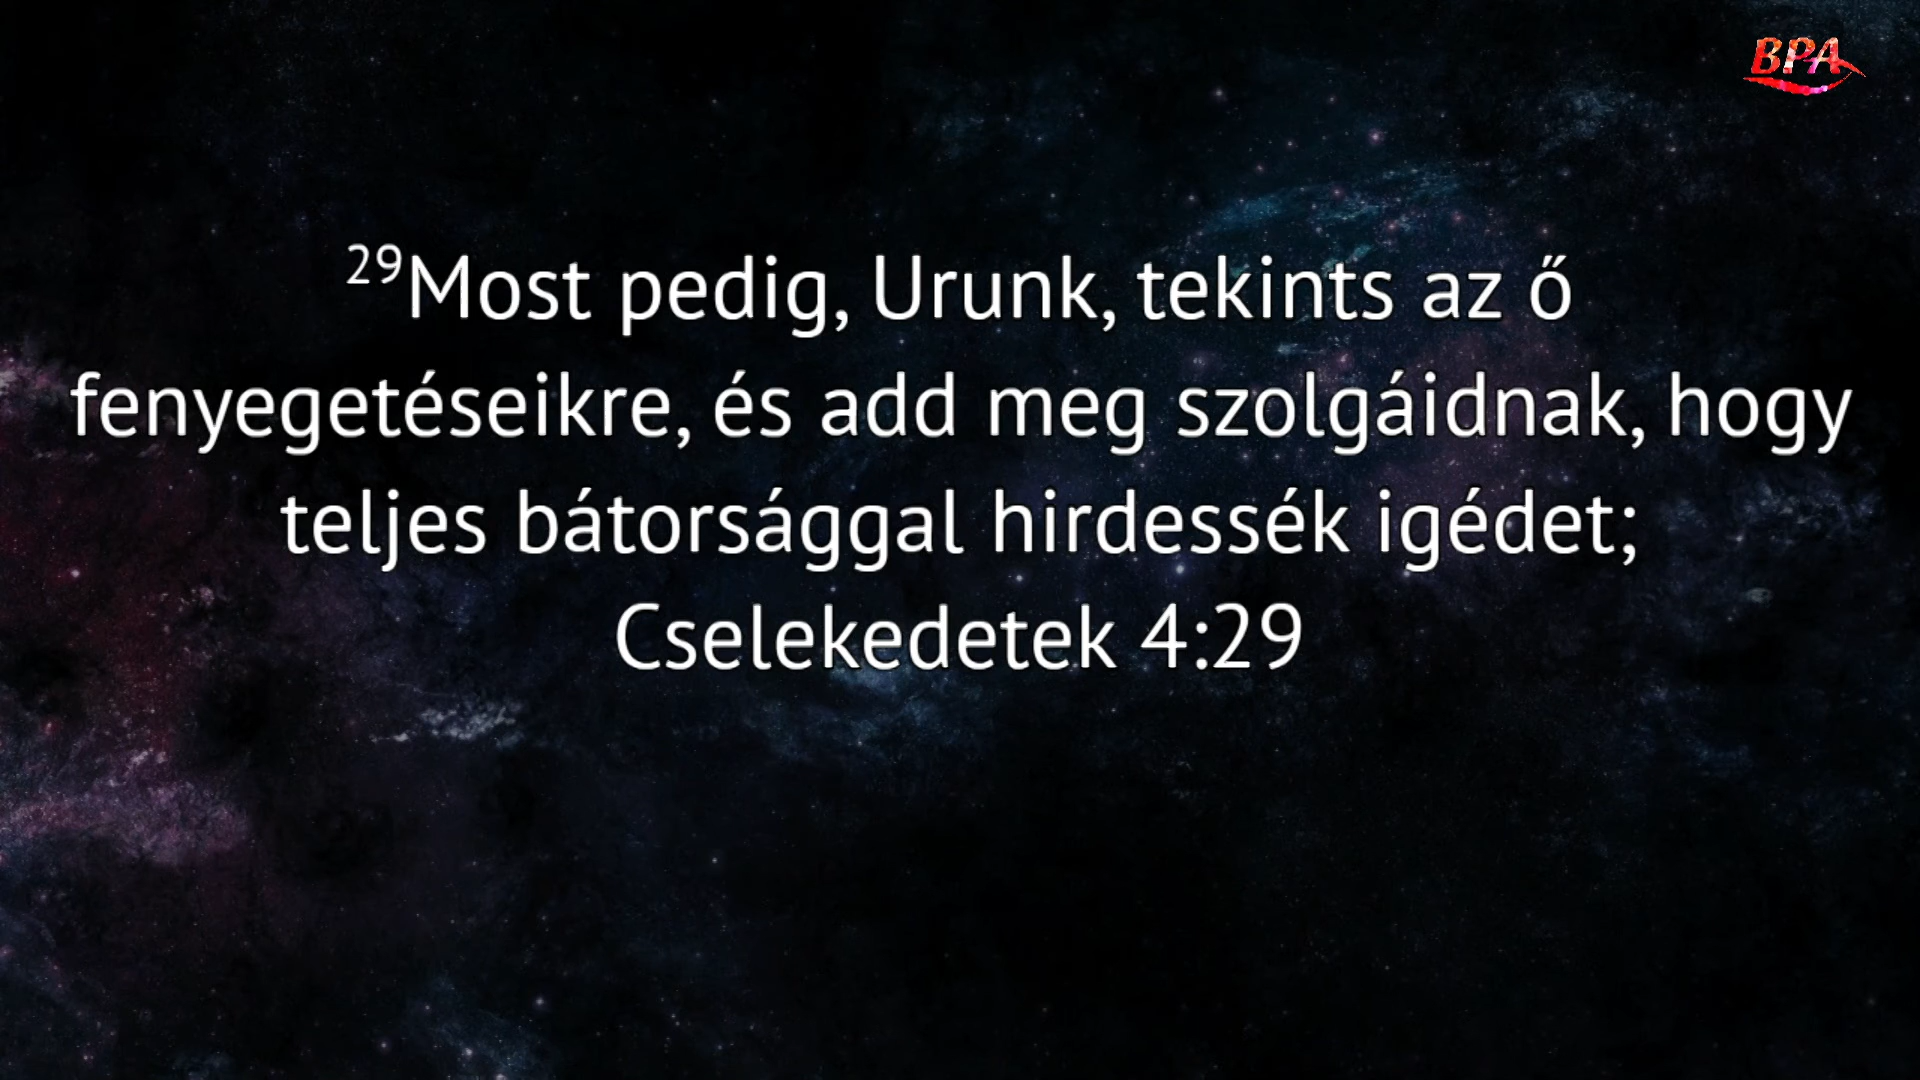 BPA
²⁹Most pedig, Urunk, tekints az ő
fenyegetéseikre, és add meg szolgáidnak, hogy
teljes bátorsággal hirdessék igédet;
Cselekedetek 4:29